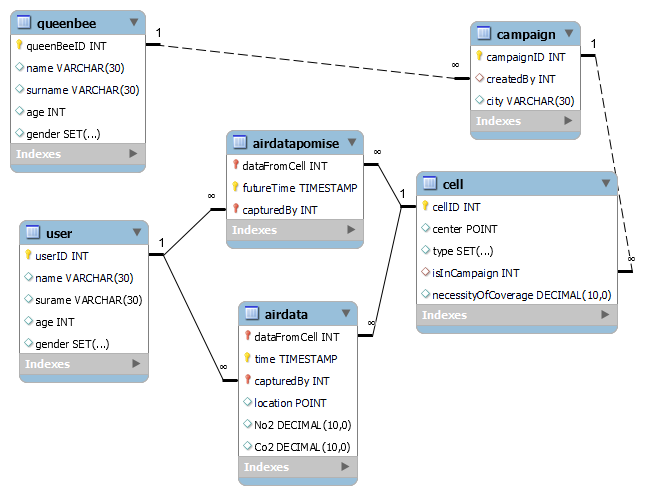 queenbee
queenBeeID INT
name VARCHAR(30)
surname VARCHAR(30)
age INT
gender SET(...)
Indexes
1
∞
campaign
campaignID INT
createdBy INT
city VARCHAR(30)
Indexes
1
airdatapomise
dataFromCell INT
futureTime TIMESTAMP
capturedBy INT
Indexes
∞
∞
1
cell
cellID INT
center POINT
type SET(...)
isInCampaign INT
necessityOfCoverage DECIMAL(10,0)
Indexes
∞
user
userID INT
name VARCHAR(30)
surame VARCHAR(30)
age INT
gender SET(...)
Indexes
1
airdata
dataFromCell INT
time TIMESTAMP
capturedBy INT
location POINT
No2 DECIMAL(10,0)
Co2 DECIMAL(10,0)
Indexes
∞
∞